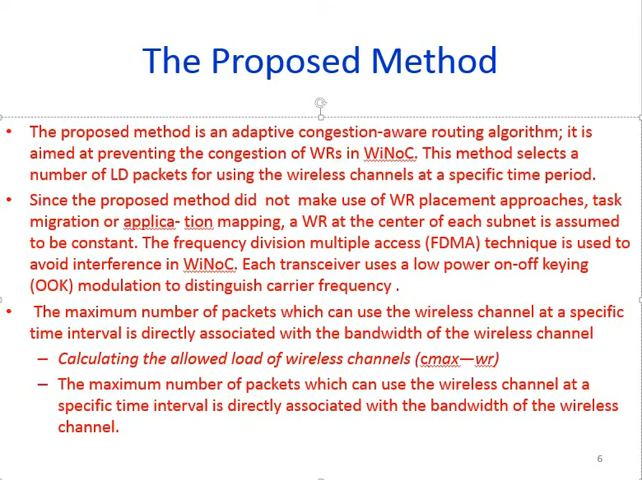 The Proposed Method
• The proposed method is an adaptive congestion-aware routing algorithm; it is
aimed at preventing the congestion of WRs in WiNoC. This method selects a
number of LD packets for using the wireless channels at a specific time period.
• Since the proposed method did  not  make use of WR placement approaches, task
migration or applica- tion mapping, a WR at the center of each subnet is assumed
to be constant. The frequency division multiple access (FDMA) technique is used to
avoid interference in WiNoC. Each transceiver uses a low power on-off keying
(OOK) modulation to distinguish carrier frequency .
• The maximum number of packets which can use the wireless channel at a specific
time interval is directly associated with the bandwidth of the wireless channel
– Calculating the allowed load of wireless channels (cmax—wr)
– The maximum number of packets which can use the wireless channel at a
specific time interval is directly associated with the bandwidth of the wireless
channel.
6